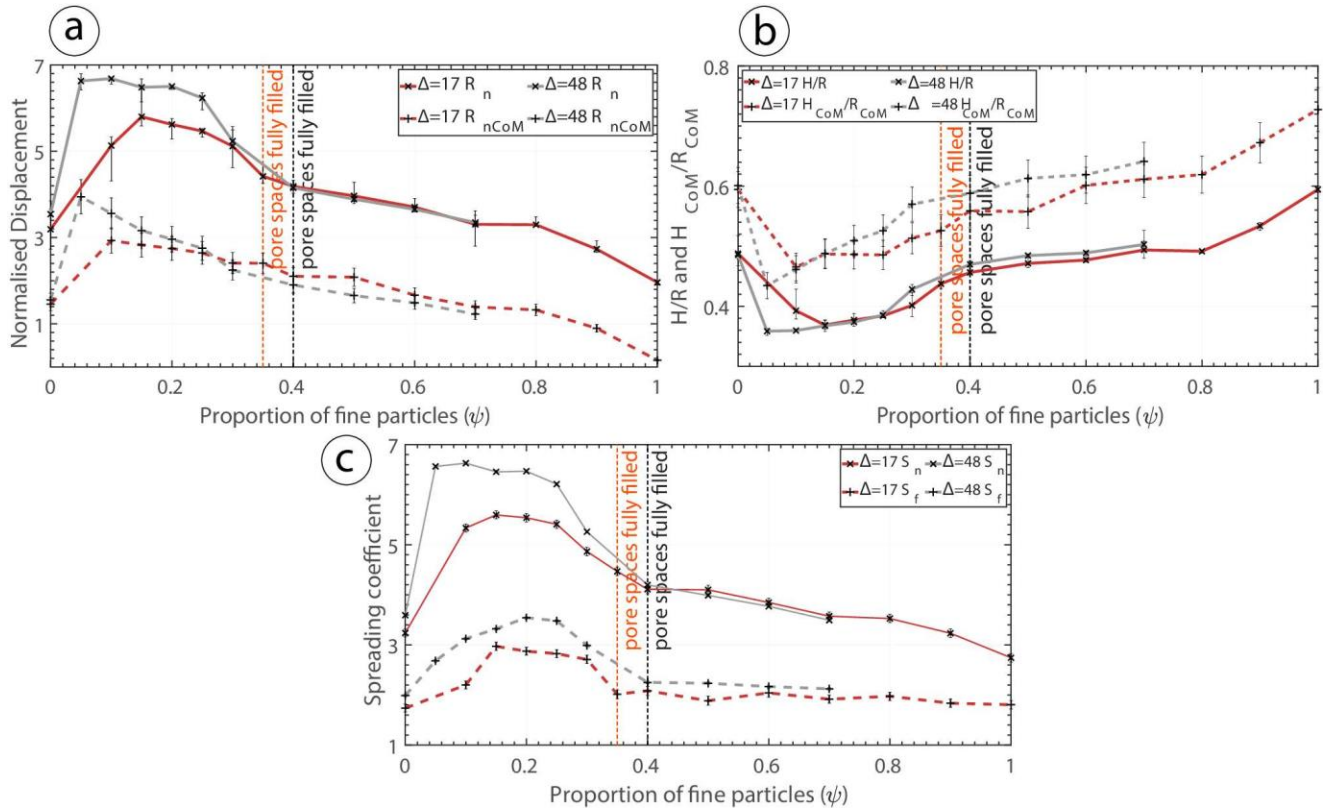 a
7
5
3
1
Normalised Displacement
Δ=17 R n
Δ=48 R n
Δ=17 R nCoM
Δ=48 R nCoM
pore spaces fully filled
pore spaces fully filled
0 0.2 0.4 0.6 0.8 1
Proportion of fine particles (ψ)
b
0.8
0.6
0.4
H/R and H CoM/R CoM
Δ=17 H/R
Δ=48 H/R
Δ=17 H CoM/R CoM
Δ =48 H CoM/R CoM
pore spaces fully filled
pore spaces fully filled
0 0.2 0.4 0.6 0.8 1
Proportion of fine particles (ψ)
c
7
5
3
1
Spreading coefficient
Δ=17 S n
Δ=48 S n
Δ=17 S f
Δ=48 S f
pore spaces fully filled
pore spaces fully filled
0 0.2 0.4 0.6 0.8 1
Proportion of fine particles (ψ)